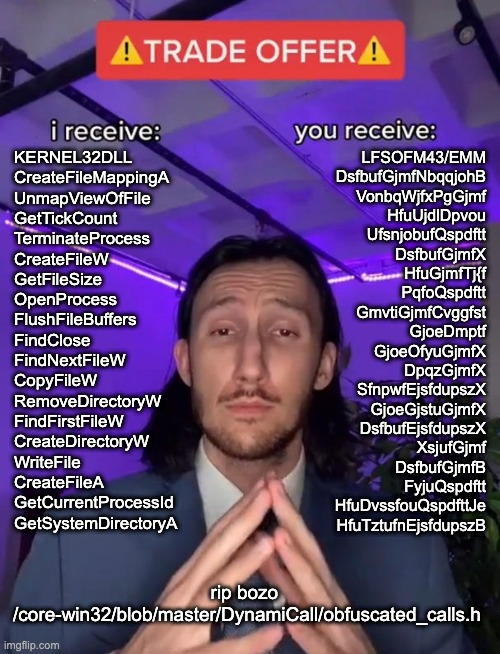 ⚠️TRADE OFFER⚠️
i receive:
KERNEL32DLL
CreateFileMappingA
UnmapViewOfFile
GetTickCount
TerminateProcess
CreateFileW
GetFileSize
OpenProcess
FlushFileBuffers
FindClose
FindNextFileW
CopyFileW
RemoveDirectoryW
FindFirstFileW
CreateDirectoryW
WriteFile
CreateFileA
GetCurrentProcessId
GetSystemDirectoryA
you receive:
LFSOFM43/EMM
DsfbufGjmfNbqqjohB
VonbqWjfxPgGjmf
HfuUjdlDpvou
UfsnjobufQspdftt
DsfbufGjmfX
HfuGjmfTj{f
PqfoQspdftt
GmvtiGjmfCvggfst
GjoeDmptf
GjoeOfyuGjmfX
DpqzGjmfX
SfnpwfEjsfdupszX
GjoeGjstuGjmfX
DsfbufEjsfdupszX
XsjufGjmf
DsfbufGjmfB
FyjuQspdftt
HfuDvssfouQspdfttJe
HfuTztufnEjsfdupszB
rip bozo
/core-win32/blob/master/DynamiCall/obfuscated_calls.h
imgflip.com